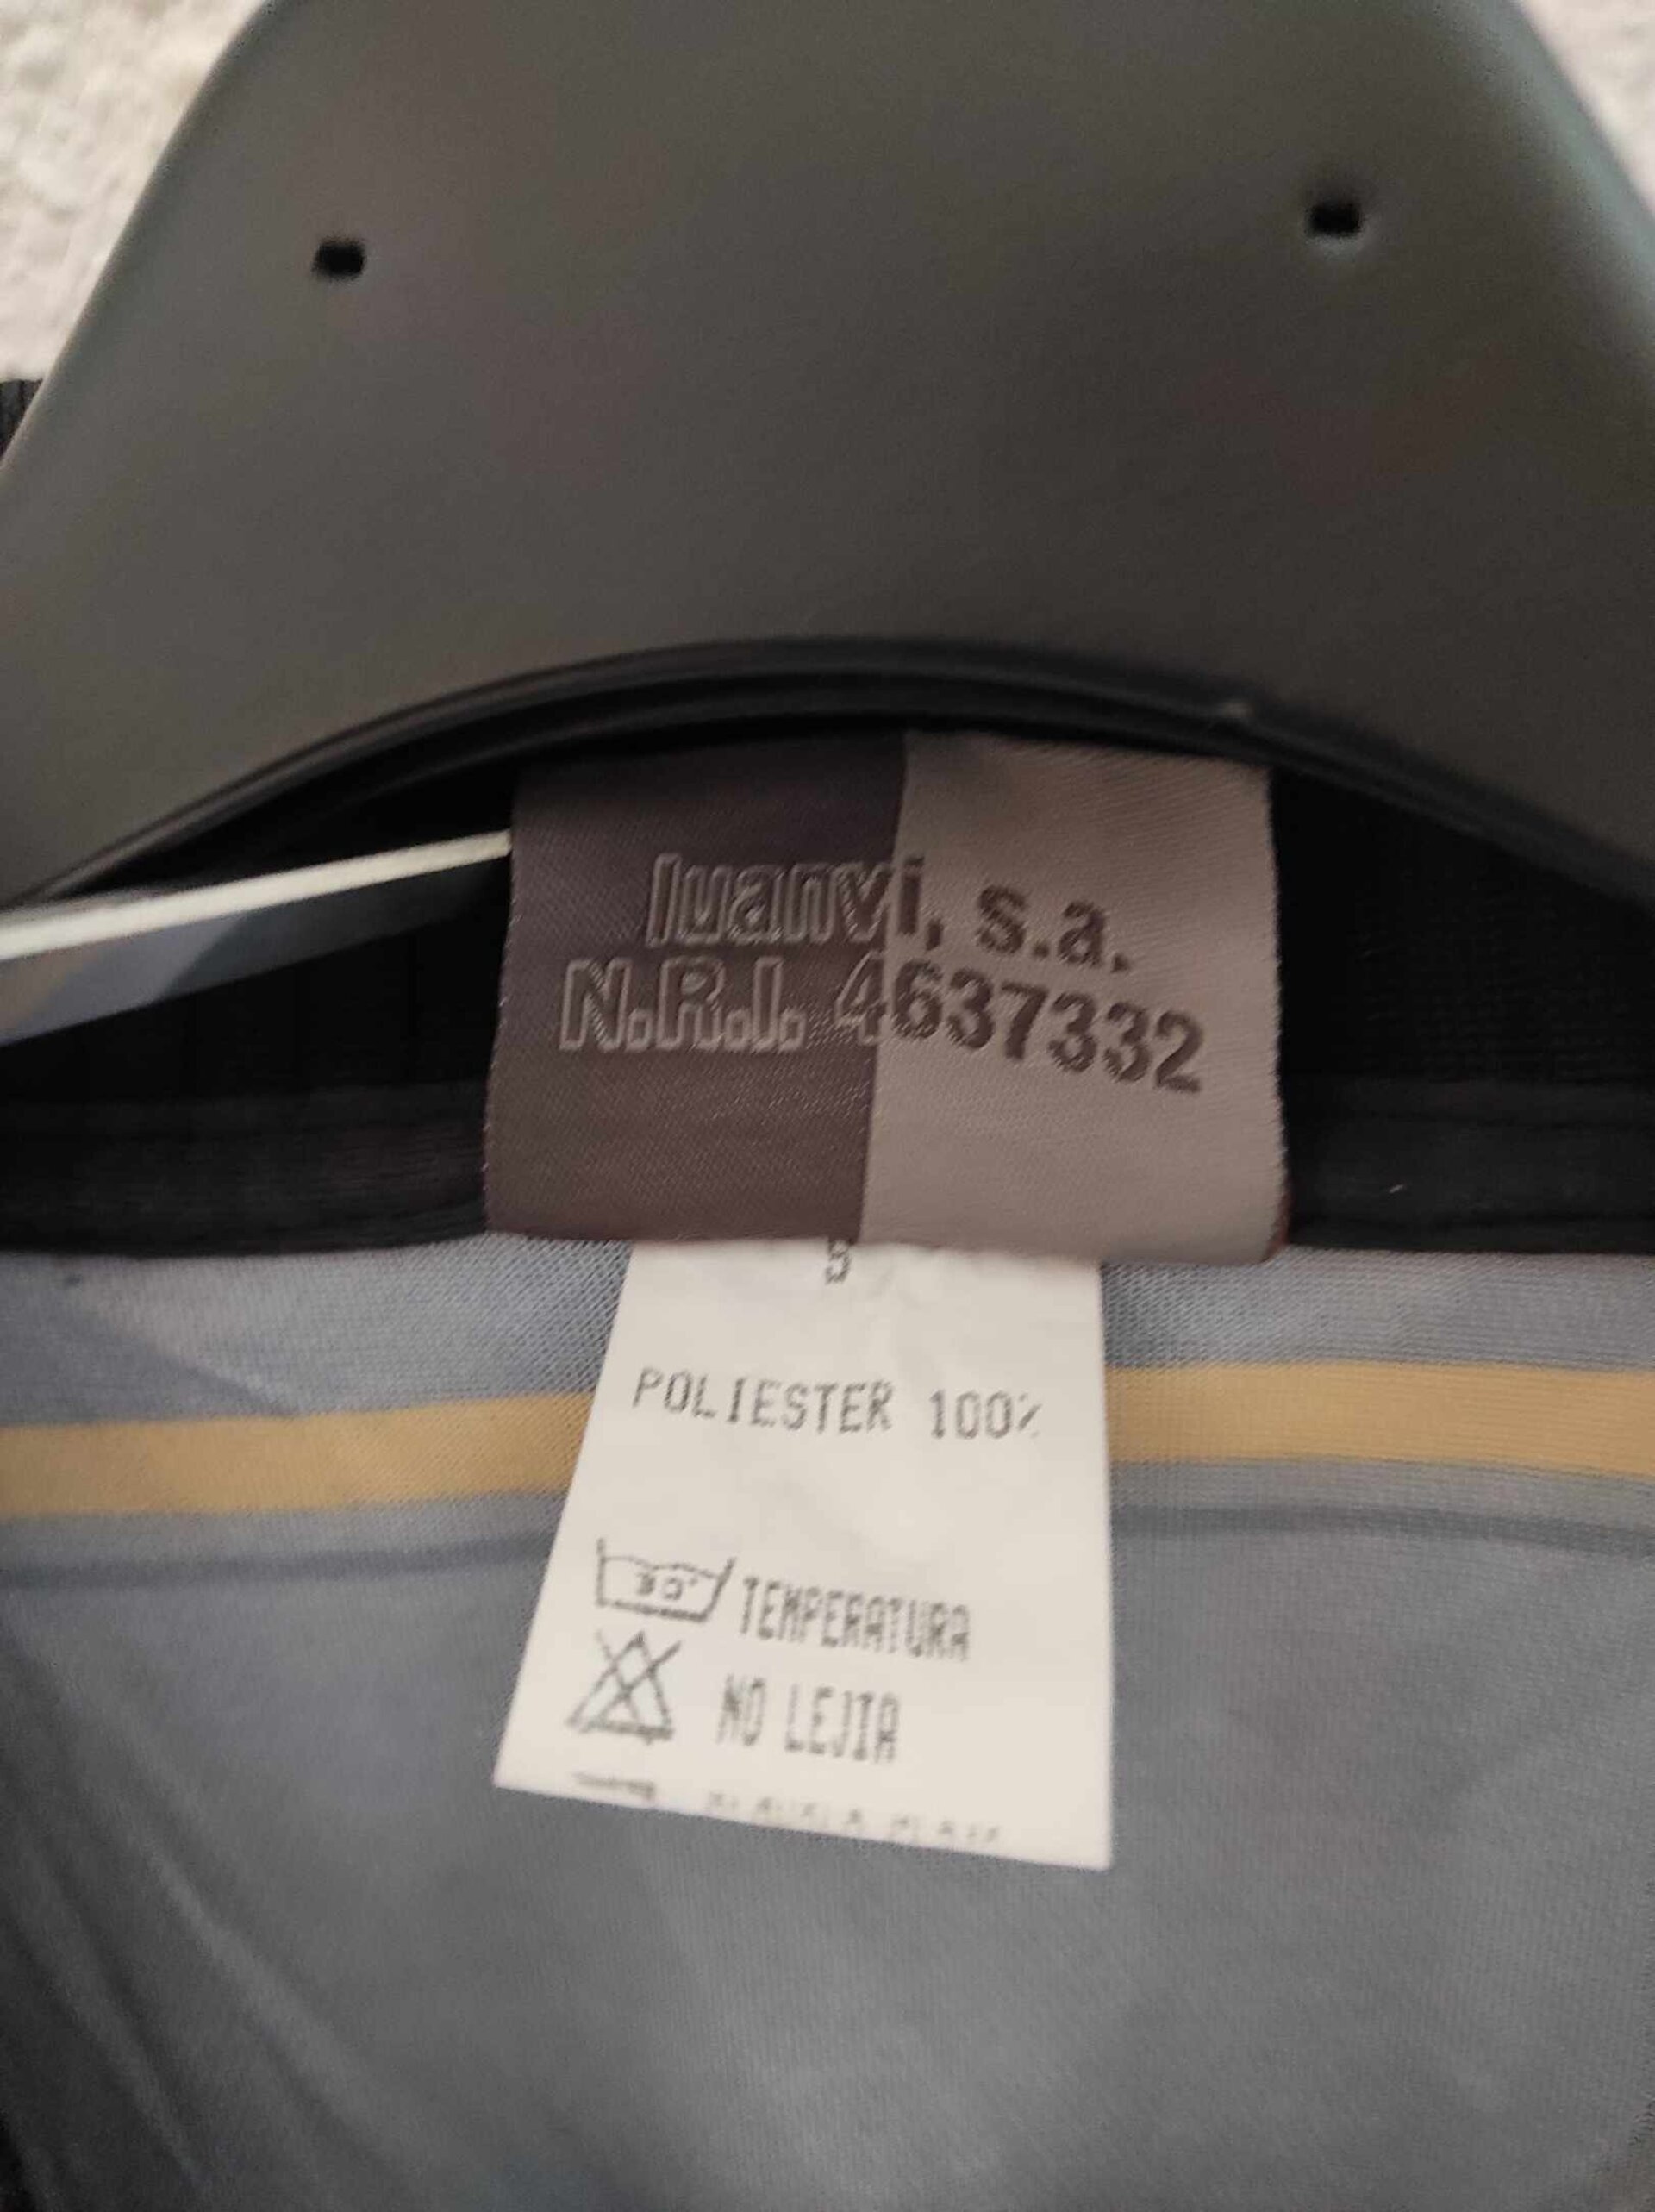 luanvi, s.a.
N.R.I. 4637332
S
POLIESTER 100%
30° TEMPERATURA
NO LEJIA